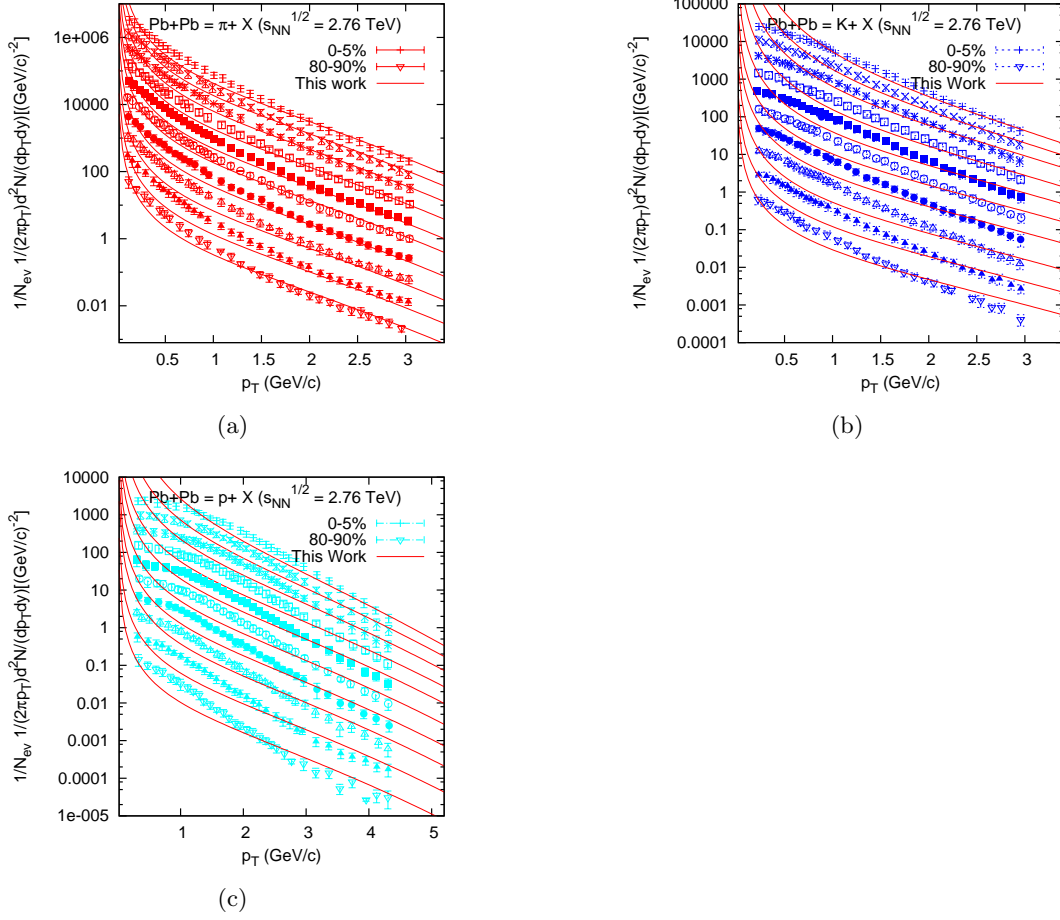 Pb+Pb = π+ X (s_NN^1/2 = 2.76 TeV)
0-5%
80-90%
This work
1/N_ev 1/(2πp_T)d^2N/(dp_Tdy)[(GeV/c)^-2]
1e+006
10000
100
1
0.01
0.5
1
1.5
2
2.5
3
p_T (GeV/c)
(a)
Pb+Pb = K+ X (s_NN^1/2 = 2.76 TeV)
0-5%
80-90%
This work
1/N_ev 1/(2πp_T)d^2N/(dp_Tdy)[(GeV/c)^-2]
100000
10000
1000
100
10
1
0.1
0.01
0.001
0.0001
0.5
1
1.5
2
2.5
3
p_T (GeV/c)
(b)
Pb+Pb = p+ X (s_NN^1/2 = 2.76 TeV)
0-5%
80-90%
This Work
1/N_ev 1/(2πp_T)d^2N/(dp_Tdy)[(GeV/c)^-2]
10000
1000
100
10
1
0.1
0.01
0.001
0.0001
1e-005
1
2
3
4
5
p_T (GeV/c)
(c)